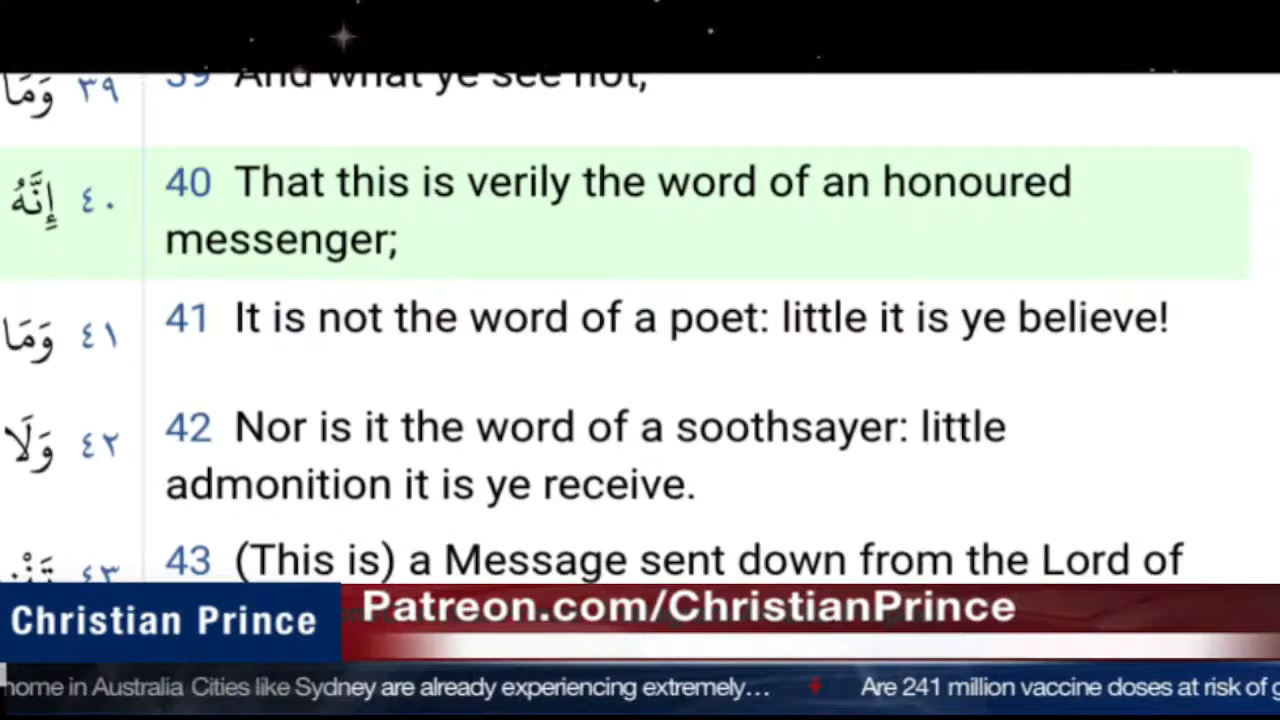 وَمَا ٣٩ 39 And what ye see not,
إِنَّهُ ٤٠ 40 That this is verily the word of an honoured
messenger;
وَمَا ٤١ 41 It is not the word of a poet: little it is ye believe!
وَلَا ٤٢ 42 Nor is it the word of a soothsayer: little
admonition it is ye receive.
٤٣ 43 (This is) a Message sent down from the Lord of
Christian Prince
Patreon.com/ChristianPrince
home in Australia Cities like Sydney are already experiencing extremely... Are 241 million vaccine doses at risk of